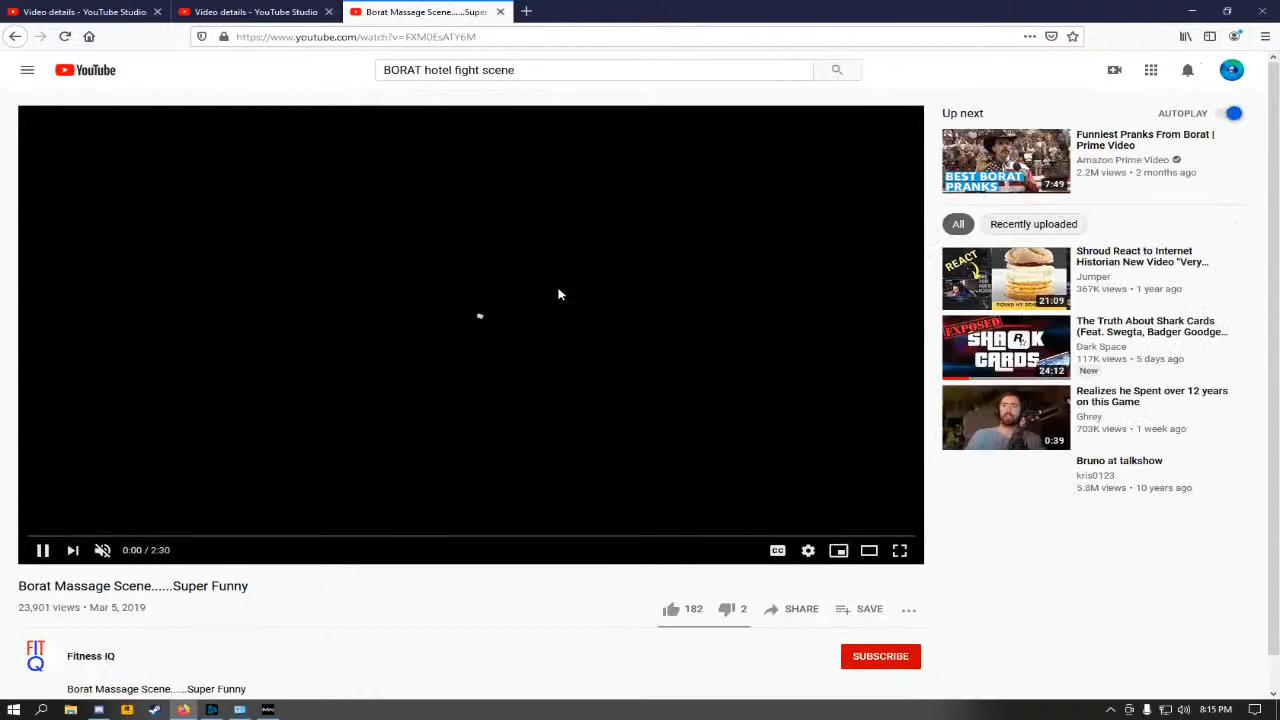 Video details - YouTube Studio
Video details - YouTube Studio
Borat Massage Scene......Super
https://www.youtube.com/watch?v=FXM0EsATY6M
YouTube
BORAT hotel fight scene
Up next
AUTOPLAY
BEST BORAT
PRANKS
7:49
Funniest Pranks From Borat |
Prime Video
Amazon Prime Video
2.2M views • 2 months ago
All
Recently uploaded
REACT
21:09
Shroud React to Internet
Historian New Video "Very...
Jumper
367K views • 1 year ago
EXPOSED
SHARK
CARDS
24:12
The Truth About Shark Cards
(Feat. Swegta, Badger Goodge...
Dark Space
117K views • 5 days ago
New
0:39
Realizes he Spent over 12 years
on this Game
Ghrey
703K views • 1 week ago
Bruno at talkshow
kris0123
5.8M views • 10 years ago
0:00 / 2:30
CC
Borat Massage Scene......Super Funny
23,901 views • Mar 5, 2019
182
2
SHARE
SAVE
FIT
Q
Fitness IQ
SUBSCRIBE
Borat Massage Scene......Super Funny
8:15 PM